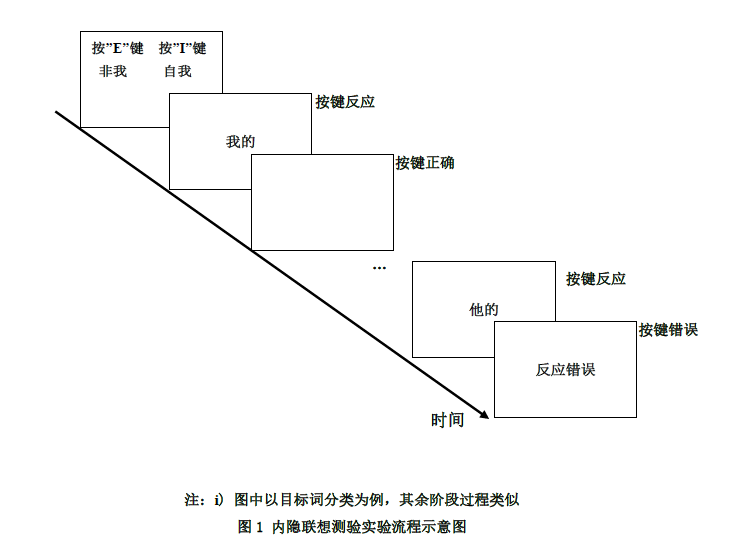 按”E”键 按”I”键
非我 自我
按键反应
我的
按键正确
...
按键反应
他的
按键错误
反应错误
时间
注：i) 图中以目标词分类为例，其余阶段过程类似
图 1 内隐联想测验实验流程示意图